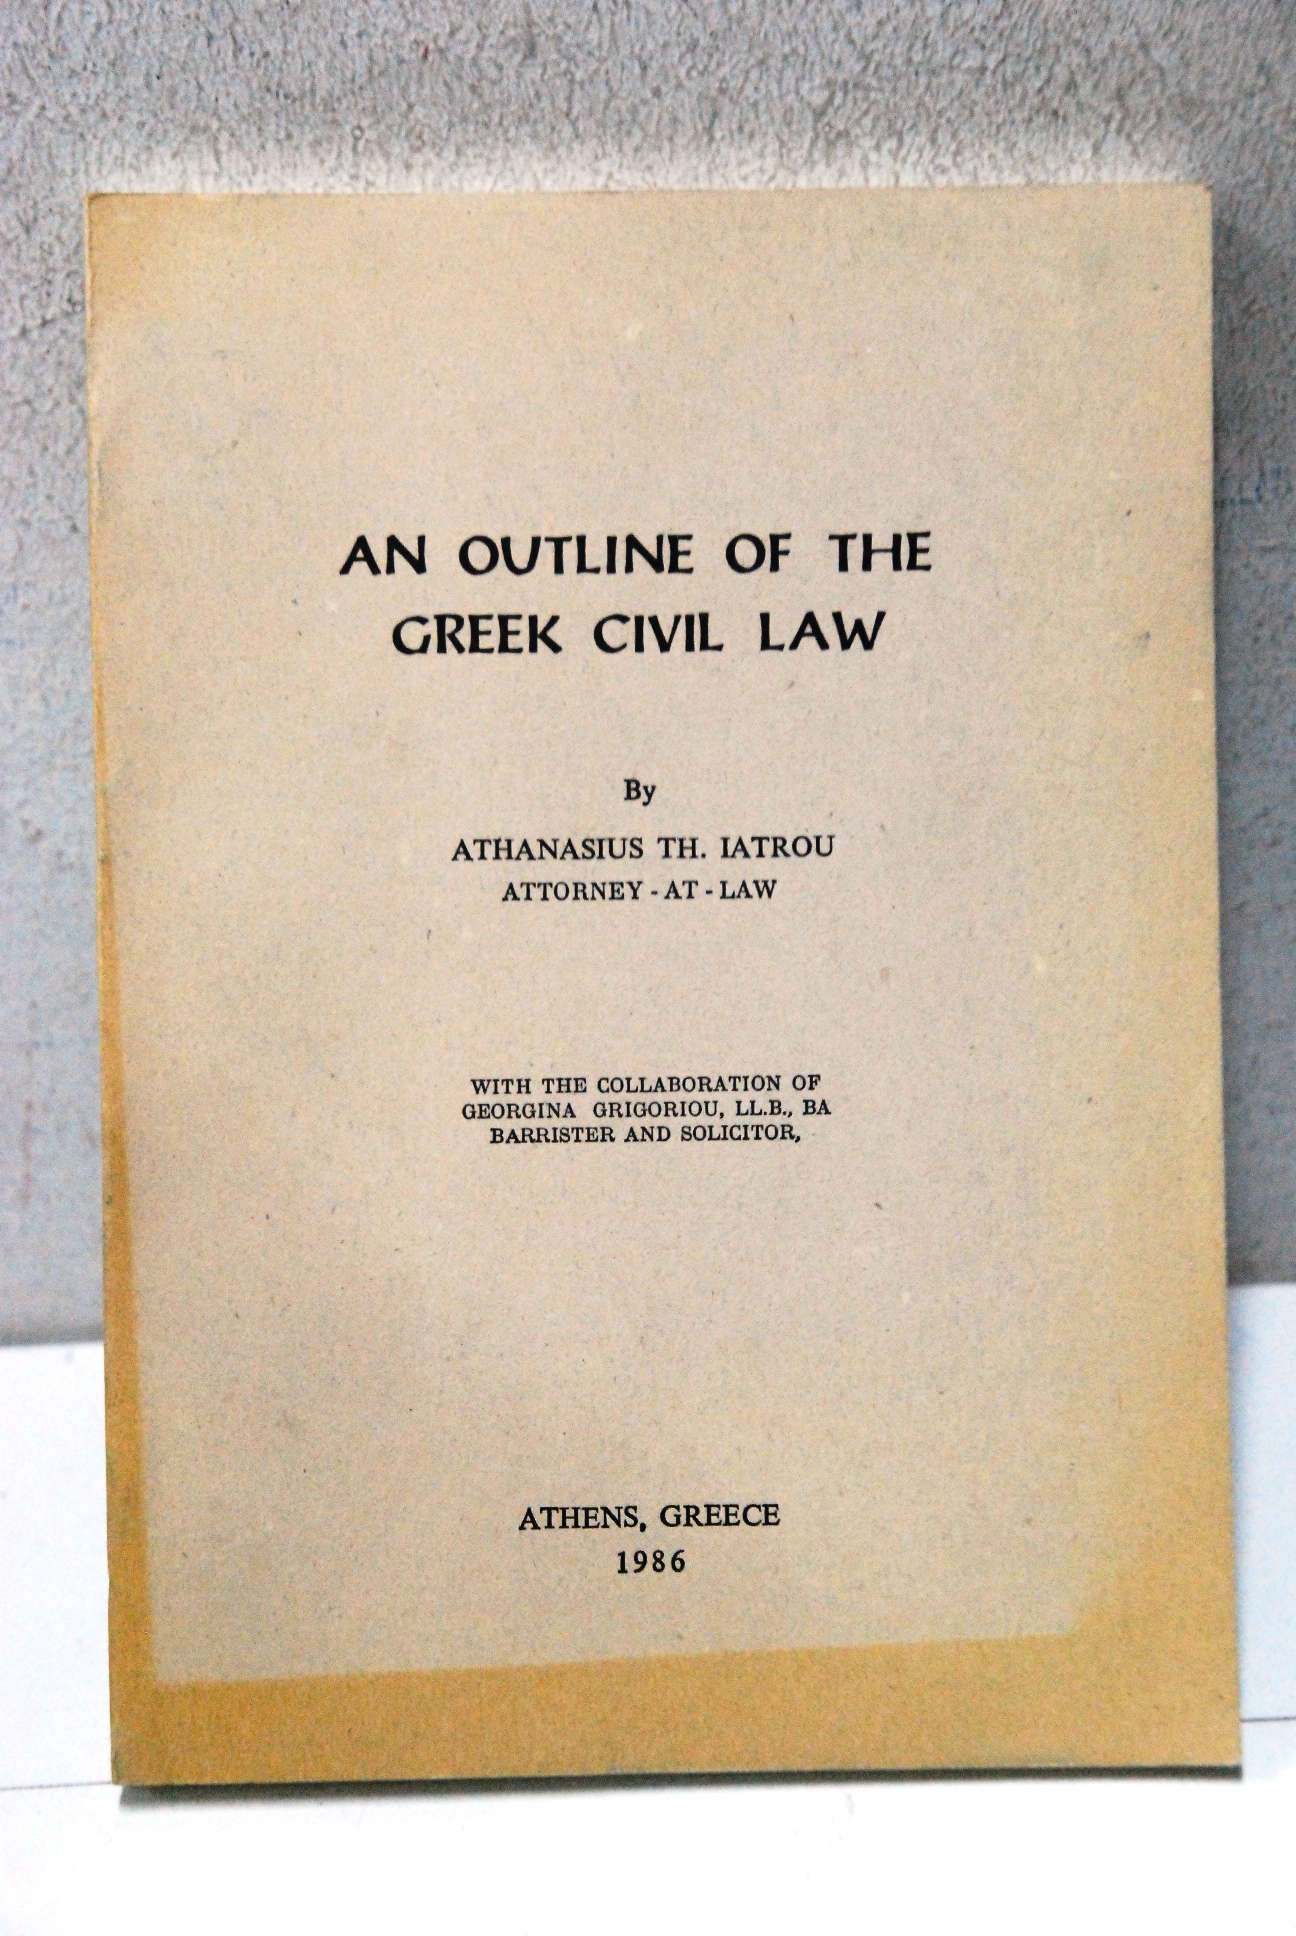 AN OUTLINE OF THE
GREEK CIVIL LAW
By
ATHANASIUS TH. IATROU
ATTORNEY - AT - LAW
WITH THE COLLABORATION OF
GEORGINA GRIGORIOU, LL.B., BA
BARRISTER AND SOLICITOR,
ATHENS, GREECE
1986